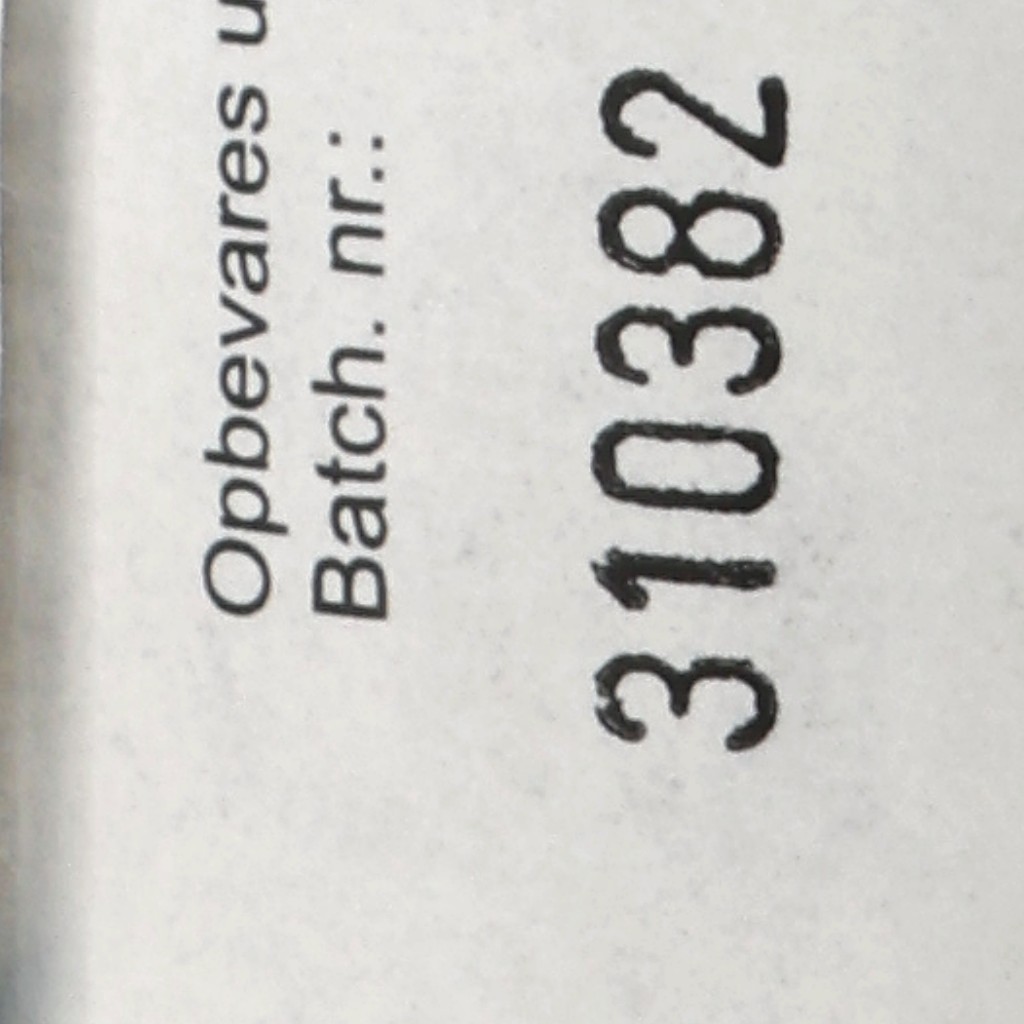 Opbevares u
Batch. nr.:
310382